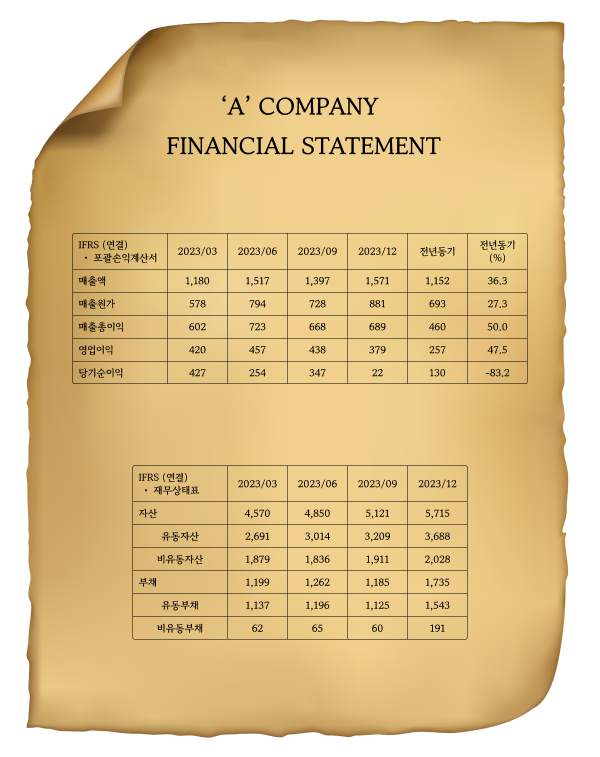 ‘A’ COMPANY
FINANCIAL STATEMENT
IFRS (연결)
・ 포괄손익계산서 2023/03 2023/06 2023/09 2023/12 전년동기 전년동기 (%)
매출액 1,180 1,517 1,397 1,571 1,152 36.3
매출원가 578 794 728 881 693 27.3
매출총이익 602 723 668 689 460 50.0
영업이익 420 457 438 379 257 47.5
당기순이익 427 254 347 22 130 -83.2
IFRS (연결)
・ 재무상태표 2023/03 2023/06 2023/09 2023/12
자산 4,570 4,850 5,121 5,715
유동자산 2,691 3,014 3,209 3,688
비유동자산 1,879 1,836 1,911 2,028
부채 1,199 1,262 1,185 1,735
유동부채 1,137 1,196 1,125 1,543
비유동부채 62 65 60 191